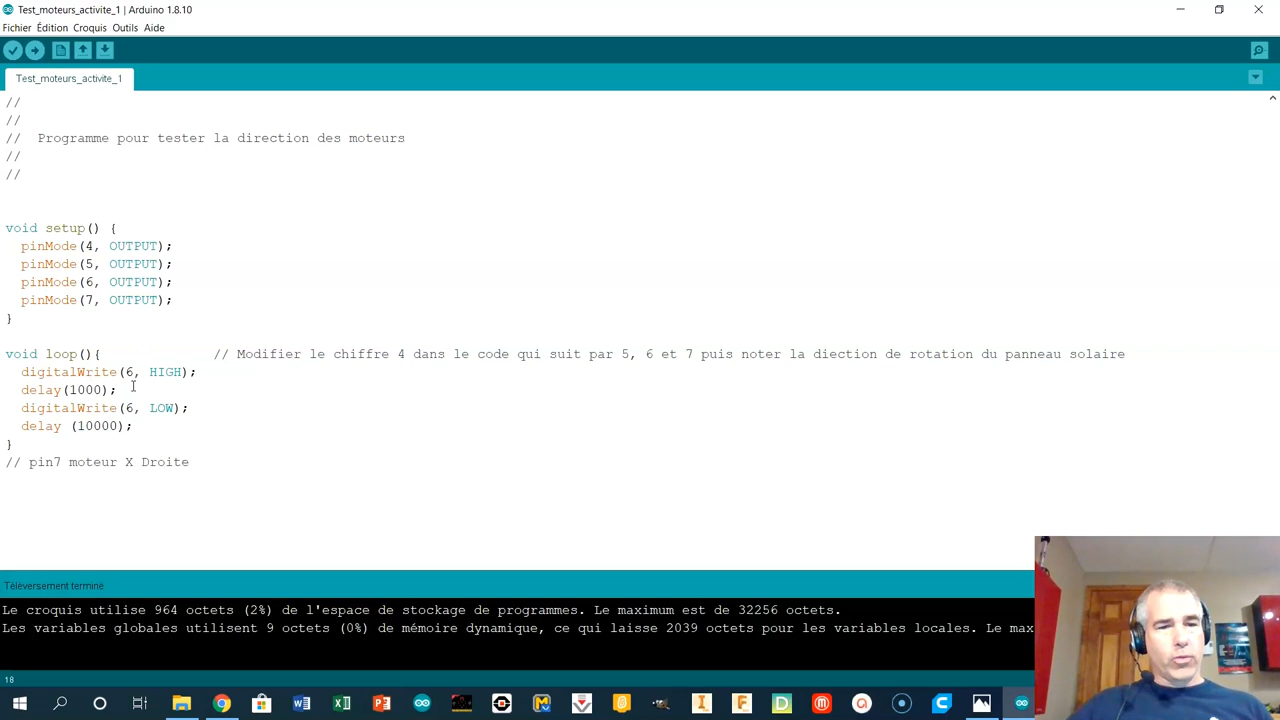 Test_moteurs_activite_1 | Arduino 1.8.10
Fichier Édition Croquis Outils Aide
Test_moteurs_activite_1
//
//
// Programme pour tester la direction des moteurs
//
//
void setup() {
pinMode(4, OUTPUT);
pinMode(5, OUTPUT);
pinMode(6, OUTPUT);
pinMode(7, OUTPUT);
}
void loop(){ // Modifier le chiffre 4 dans le code qui suit par 5, 6 et 7 puis noter la diection de rotation du panneau solaire
digitalWrite(6, HIGH);
delay(1000);
digitalWrite(6, LOW);
delay (10000);
}
// pin7 moteur X Droite
Téléversement terminé
Le croquis utilise 964 octets (2%) de l'espace de stockage de programmes. Le maximum est de 32256 octets.
Les variables globales utilisent 9 octets (0%) de mémoire dynamique, ce qui laisse 2039 octets pour les variables locales. Le max
18